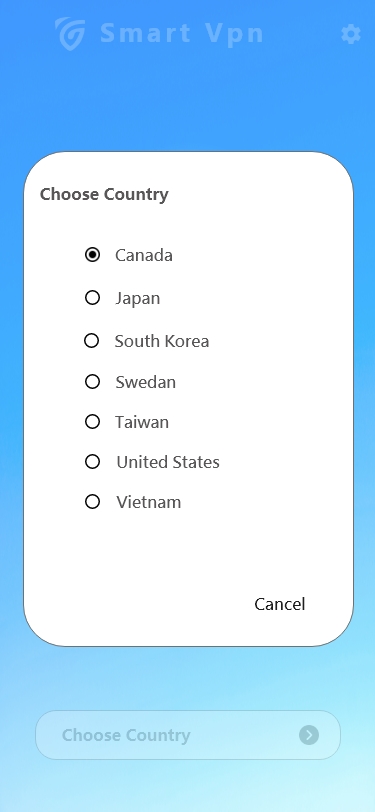 Smart Vpn
Choose Country
Canada
Japan
South Korea
Swedan
Taiwan
United States
Vietnam
Cancel
Choose Country